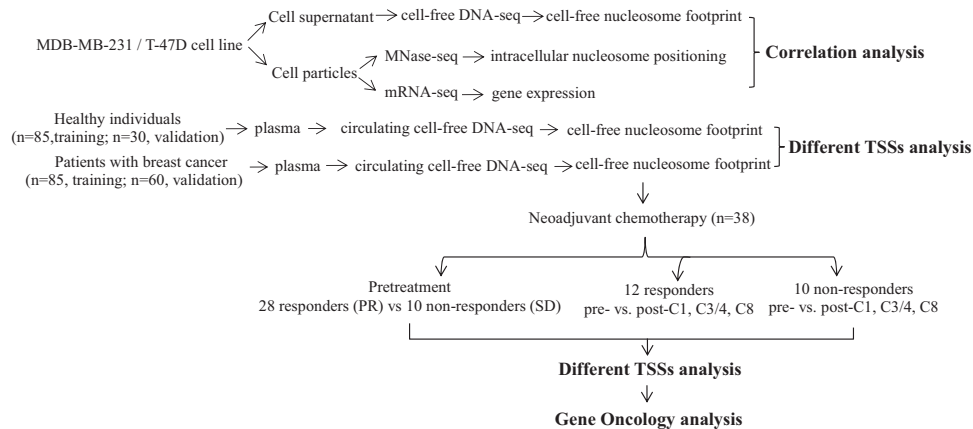 Cell supernatant
cell-free DNA-seq
cell-free nucleosome footprint
MDB-MB-231 / T-47D cell line
MNase-seq
intracellular nucleosome positioning
Correlation analysis
Cell particles
mRNA-seq
gene expression
Healthy individuals
(n=85,training; n=30, validation)
plasma
circulating cell-free DNA-seq
cell-free nucleosome footprint
Different TSSs analysis
Patients with breast cancer
(n=85, training; n=60, validation)
plasma
circulating cell-free DNA-seq
cell-free nucleosome footprint
Neoadjuvant chemotherapy (n=38)
Pretreatment
28 responders (PR) vs 10 non-responders (SD)
12 responders
pre- vs. post-C1, C3/4, C8
10 non-responders
pre- vs. post-C1, C3/4, C8
Different TSSs analysis
Gene Oncology analysis